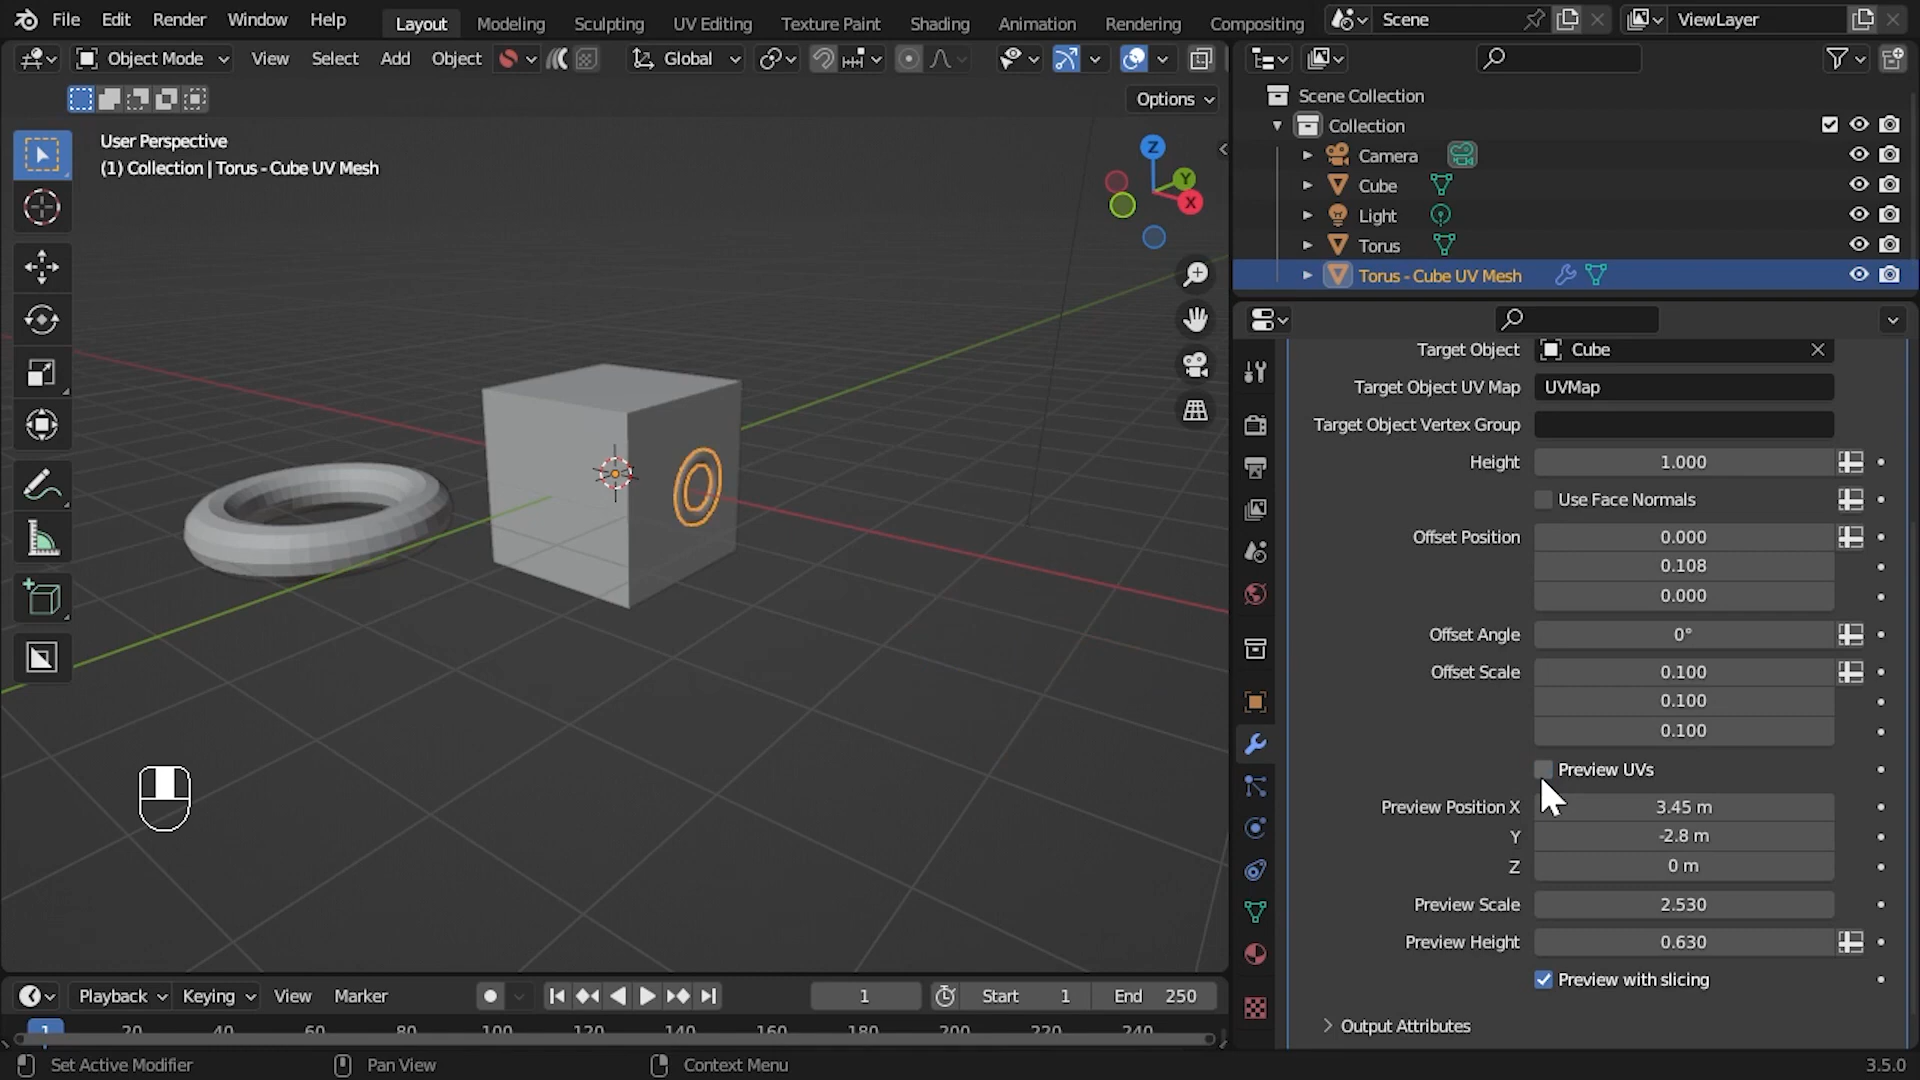 File Edit Render Window Help Layout Modeling Sculpting UV Editing Texture Paint Shading Animation Rendering Compositing Scene ViewLayer
Object Mode View Select Add Object Global
Options
User Perspective
(1) Collection | Torus - Cube UV Mesh
Z
Y
X
Scene Collection
Collection
Camera
Cube
Light
Torus
Torus - Cube UV Mesh
Target Object Cube
Target Object UV Map UVMap
Target Object Vertex Group
Height 1.000
Use Face Normals
Offset Position 0.000
0.108
0.000
Offset Angle 0°
Offset Scale 0.100
0.100
0.100
Preview UVs
Preview Position X 3.45 m
Y -2.8 m
Z 0 m
Preview Scale 2.530
Preview Height 0.630
Preview with slicing
Output Attributes
Playback Keying View Marker 1 Start 1 End 250
1 20 40 60 80 100 120 140 160 180 200 220 240
Set Active Modifier Pan View Context Menu 3.5.0